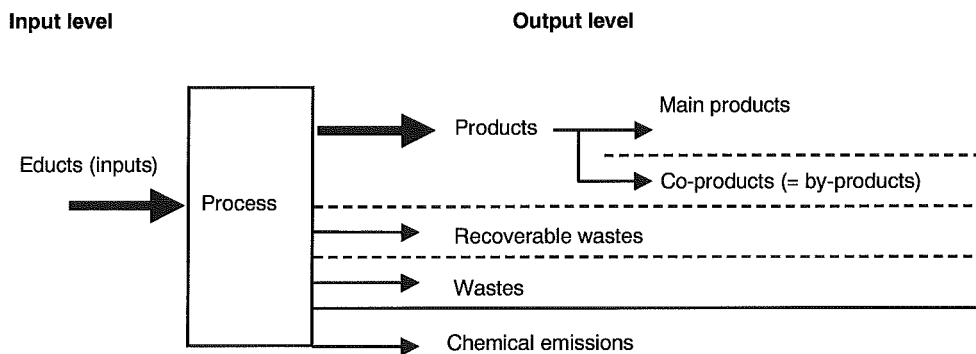 Input level
Output level
Main products
Products
Educts (inputs)
Co-products (= by-products)
Process
Recoverable wastes
Wastes
Chemical emissions